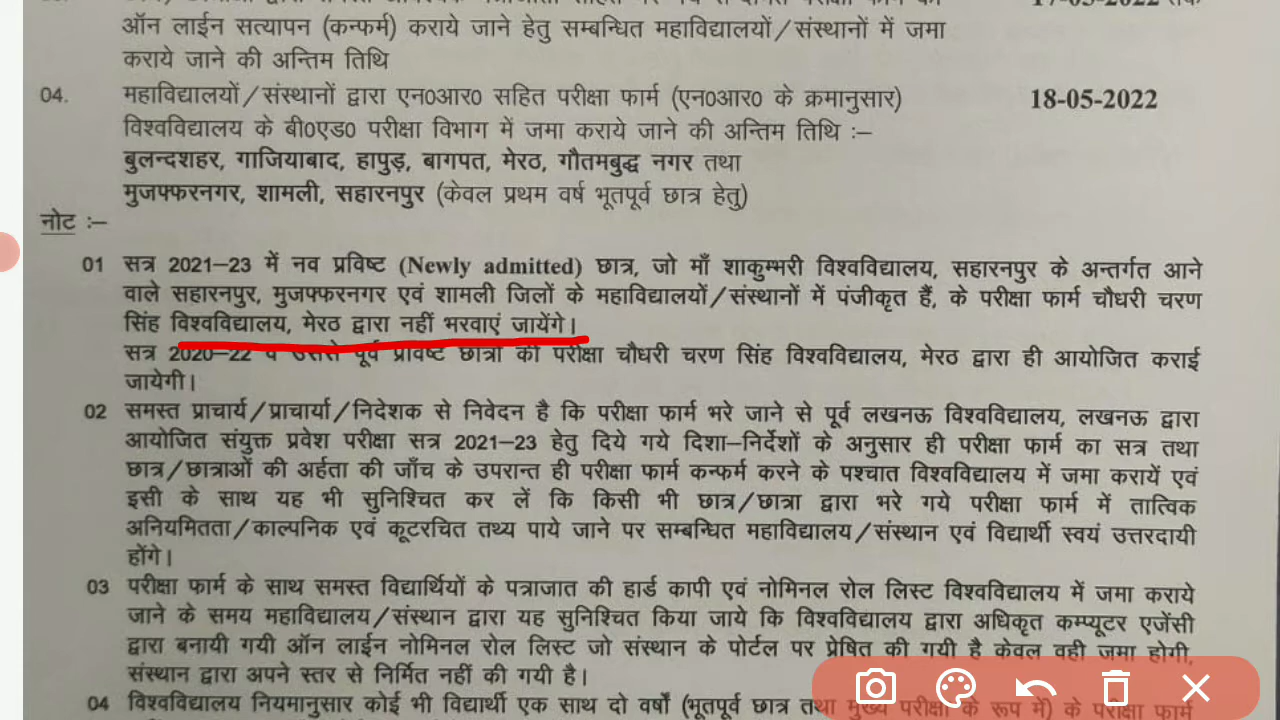 ऑन लाईन सत्यापन (कन्फर्म) कराये जाने हेतु सम्बन्धित महाविद्यालयों/संस्थानों में जमा
कराये जाने की अन्तिम तिथि
04. महाविद्यालयों/संस्थानों द्वारा एन0आर0 सहित परीक्षा फार्म (एन0आर0 के क्रमानुसार) 18-05-2022
विश्वविद्यालय के बी0एड0 परीक्षा विभाग में जमा कराये जाने की अन्तिम तिथि :–
बुलन्दशहर, गाजियाबाद, हापुड़, बागपत, मेरठ, गौतमबुद्ध नगर तथा
मुजफ्फरनगर, शामली, सहारनपुर (केवल प्रथम वर्ष भूतपूर्व छात्र हेतु)
नोट :–
01 सत्र 2021–23 में नव प्रविष्ट (Newly admitted) छात्र, जो माँ शाकुम्भरी विश्वविद्यालय, सहारनपुर के अन्तर्गत आने
वाले सहारनपुर, मुजफ्फरनगर एवं शामली जिलों के महाविद्यालयों/संस्थानों में पंजीकृत हैं, के परीक्षा फार्म चौधरी चरण
सिंह विश्वविद्यालय, मेरठ द्वारा नहीं भरवाएं जायेंगे।
सत्र 2020–22 व उससे पूर्व प्रविष्ट छात्रों की परीक्षा चौधरी चरण सिंह विश्वविद्यालय, मेरठ द्वारा ही आयोजित कराई
जायेगी।
02 समस्त प्राचार्य/प्राचार्या/निदेशक से निवेदन है कि परीक्षा फार्म भरे जाने से पूर्व लखनऊ विश्वविद्यालय, लखनऊ द्वारा
आयोजित संयुक्त प्रवेश परीक्षा सत्र 2021–23 हेतु दिये गये दिशा–निर्देशों के अनुसार ही परीक्षा फार्म का सत्र तथा
छात्र/छात्राओं की अर्हता की जाँच के उपरान्त ही परीक्षा फार्म कन्फर्म करने के पश्चात विश्वविद्यालय में जमा करायें एवं
इसी के साथ यह भी सुनिश्चित कर लें कि किसी भी छात्र/छात्रा द्वारा भरे गये परीक्षा फार्म में तात्विक
अनियमितता/काल्पनिक एवं कूटरचित तथ्य पाये जाने पर सम्बन्धित महाविद्यालय/संस्थान एवं विद्यार्थी स्वयं उत्तरदायी
होंगे।
03 परीक्षा फार्म के साथ समस्त विद्यार्थियों के पत्राजात की हार्ड कापी एवं नोमिनल रोल लिस्ट विश्वविद्यालय में जमा कराये
जाने के समय महाविद्यालय/संस्थान द्वारा यह सुनिश्चित किया जाये कि विश्वविद्यालय द्वारा अधिकृत कम्प्यूटर एजेंसी
द्वारा बनायी गयी ऑन लाईन नोमिनल रोल लिस्ट जो संस्थान के पोर्टल पर प्रेषित की गयी है केवल वही जमा होगी,
संस्थान द्वारा अपने स्तर से निर्मित नहीं की गयी है।
04 विश्वविद्यालय नियमानुसार कोई भी विद्यार्थी एक साथ दो वर्षों (भूतपूर्व छात्र तथा मुख्य परीक्षा के रूप में) के परीक्षा फार्म